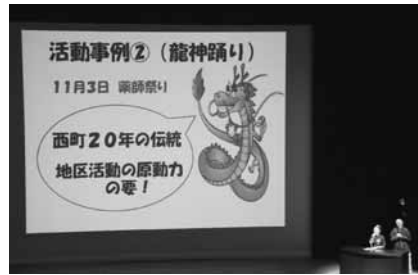 活動事例②（龍神踊り）
11月3日 薬師祭り
西町20年の伝統
地区活動の原動力
の要！